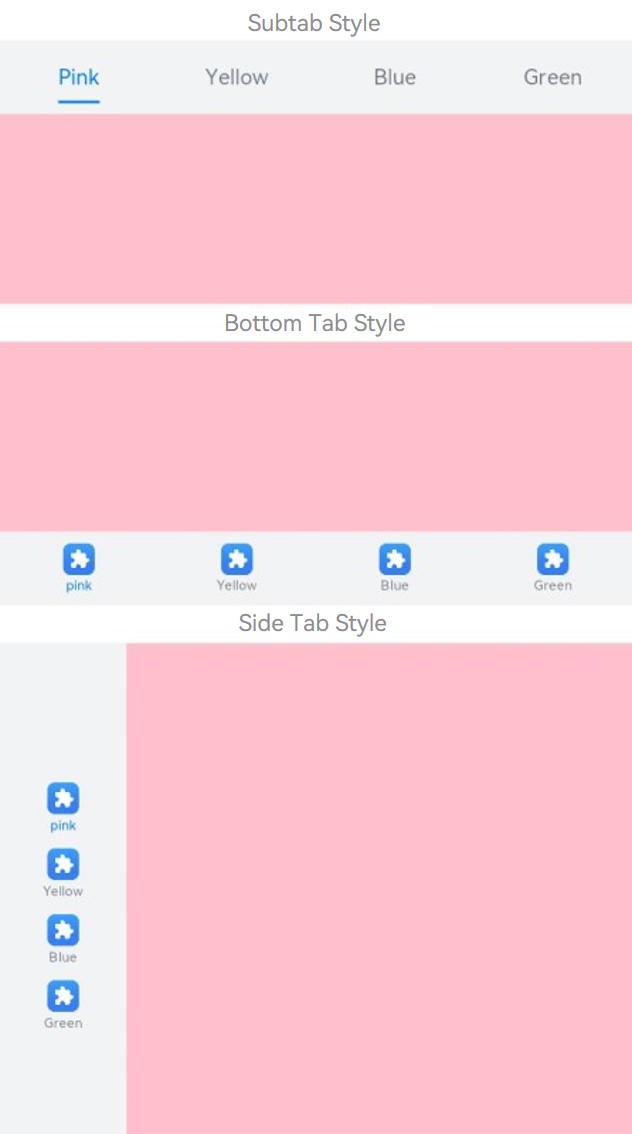 Subtab Style
Pink Yellow Blue Green
Bottom Tab Style
pink Yellow Blue Green
Side Tab Style
pink
Yellow
Blue
Green